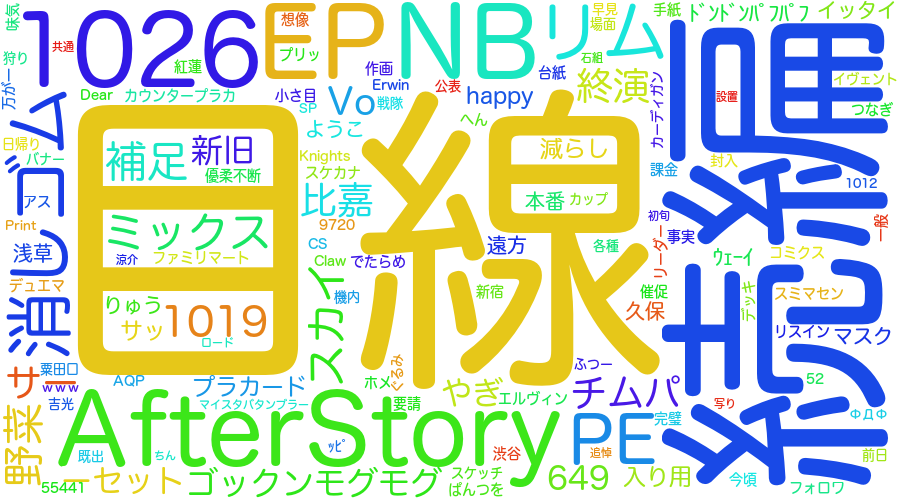 味気
1026
共通
EP
想像
プリッ
NB
リム
早見
場面
手紙
ﾄﾞﾝﾄﾞﾝﾊﾟﾌﾊﾟﾌ
イッタイ
石組
狩り
紅蓮
作画
Erwin
公表
台紙
終演
カーディガン
設置
イヴェント
万が一
Dear
カウンタープラカ
小さ目
SP
Vo
戦隊
happy
つなぎ
ゴム
日帰り
バナー
補足
新旧
優柔不断
ようこ
へん
Knights
スケカナ
減らし
課金
封入
1012
アス
目線
比嘉
本番
カップ
初旬
一般
Print
ミックス
9720
事実
浅草
涼介
ファミリマート
CS
遠方
各種
リーダー
ｳｪｰｲ
コミクス
Claw
でたらめ
デュエマ
りゅう
機内
新宿
催促
デッキ
スミマセン
消し
サッ
1019
スカイ
久保
ロード
リスイン
マスク
サー
粟田口
www
AQP
プラカード
ホメ
ぐるみ
ふつー
52
吉光
マイスタバタンブラー
要請
やぎ
エルヴィン
チムパ
写り
野菜
AfterStory
PE
完璧
ΦДΦ
既出
ちん
ｯﾋﾟ
渋谷
追悼
前日
55441
ーセット
ゴックンモグモグ
スケッチ
ぱんつを
649
入り用
今頃
フォロワ